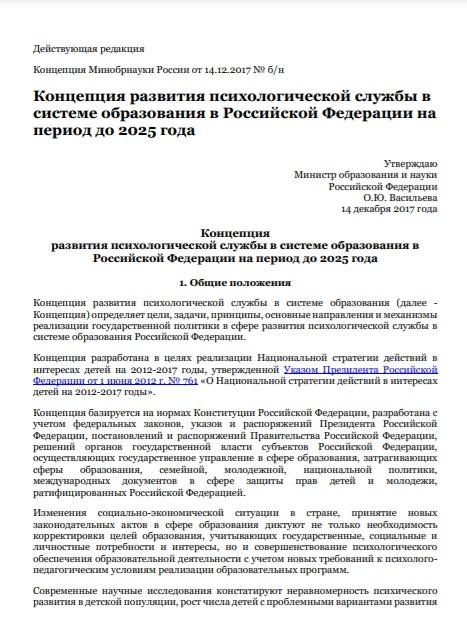 Действующая редакция
Концепция Минобрнауки России от 14.12.2017 № б/н
Концепция развития психологической службы в
системе образования в Российской Федерации на
период до 2025 года
Утверждаю
Министр образования и науки
Российской Федерации
О.Ю. Васильева
14 декабря 2017 года
Концепция
развития психологической службы в системе образования в
Российской Федерации на период до 2025 года
1. Общие положения
Концепция развития психологической службы в системе образования (далее -
Концепция) определяет цели, задачи, принципы, основные направления и механизмы
реализации государственной политики в сфере развития психологической службы в
системе образования Российской Федерации.
Концепция разработана в целях реализации Национальной стратегии действий в
интересах детей на 2012-2017 годы, утвержденной Указом Президента Российской
Федерации от 1 июня 2012 г. № 761 «О Национальной стратегии действий в интересах
детей на 2012-2017 годы».
Концепция базируется на нормах Конституции Российской Федерации, разработана с
учетом федеральных законов, указов и распоряжений Президента Российской
Федерации, постановлений и распоряжений Правительства Российской Федерации,
решений органов государственной власти субъектов Российской Федерации,
осуществляющих государственное управление в сфере образования, затрагивающих
сферы образования, семейной, молодежной, национальной политики,
международных документов в сфере защиты прав детей и молодежи,
ратифицированных Российской Федерацией.
Изменения социально-экономической ситуации в стране, принятие новых
законодательных актов в сфере образования диктуют не только необходимость
корректировки целей образования, учитывающих государственные, социальные и
личностные потребности и интересы, но и совершенствование психологического
обеспечения образовательной деятельности с учетом новых требований к психолого-
педагогическим условиям реализации образовательных программ.
Современные научные исследования констатируют неравномерность психического
развития в детской популяции, рост числа детей с проблемными вариантами развития